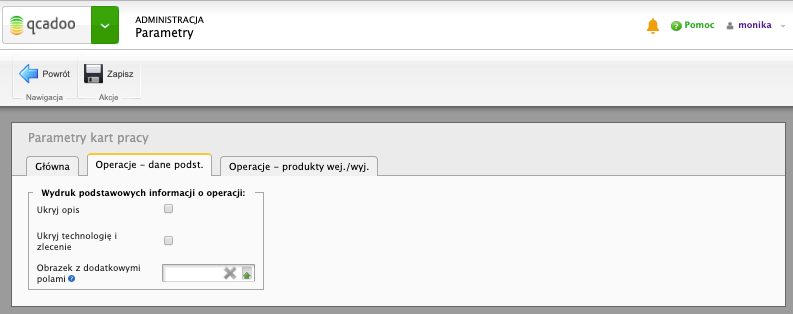 qcadoo
ADMINISTRACJA
Parametry
Pomoc
monika
Powrót
Zapisz
Nawigacja
Akcje
Parametry kart pracy
Główna
Operacje - dane podst.
Operacje - produkty wej./wyj.
Wydruk podstawowych informacji o operacji:
Ukryj opis
Ukryj technologię i
zlecenie
Obrazek z dodatkowymi
polami